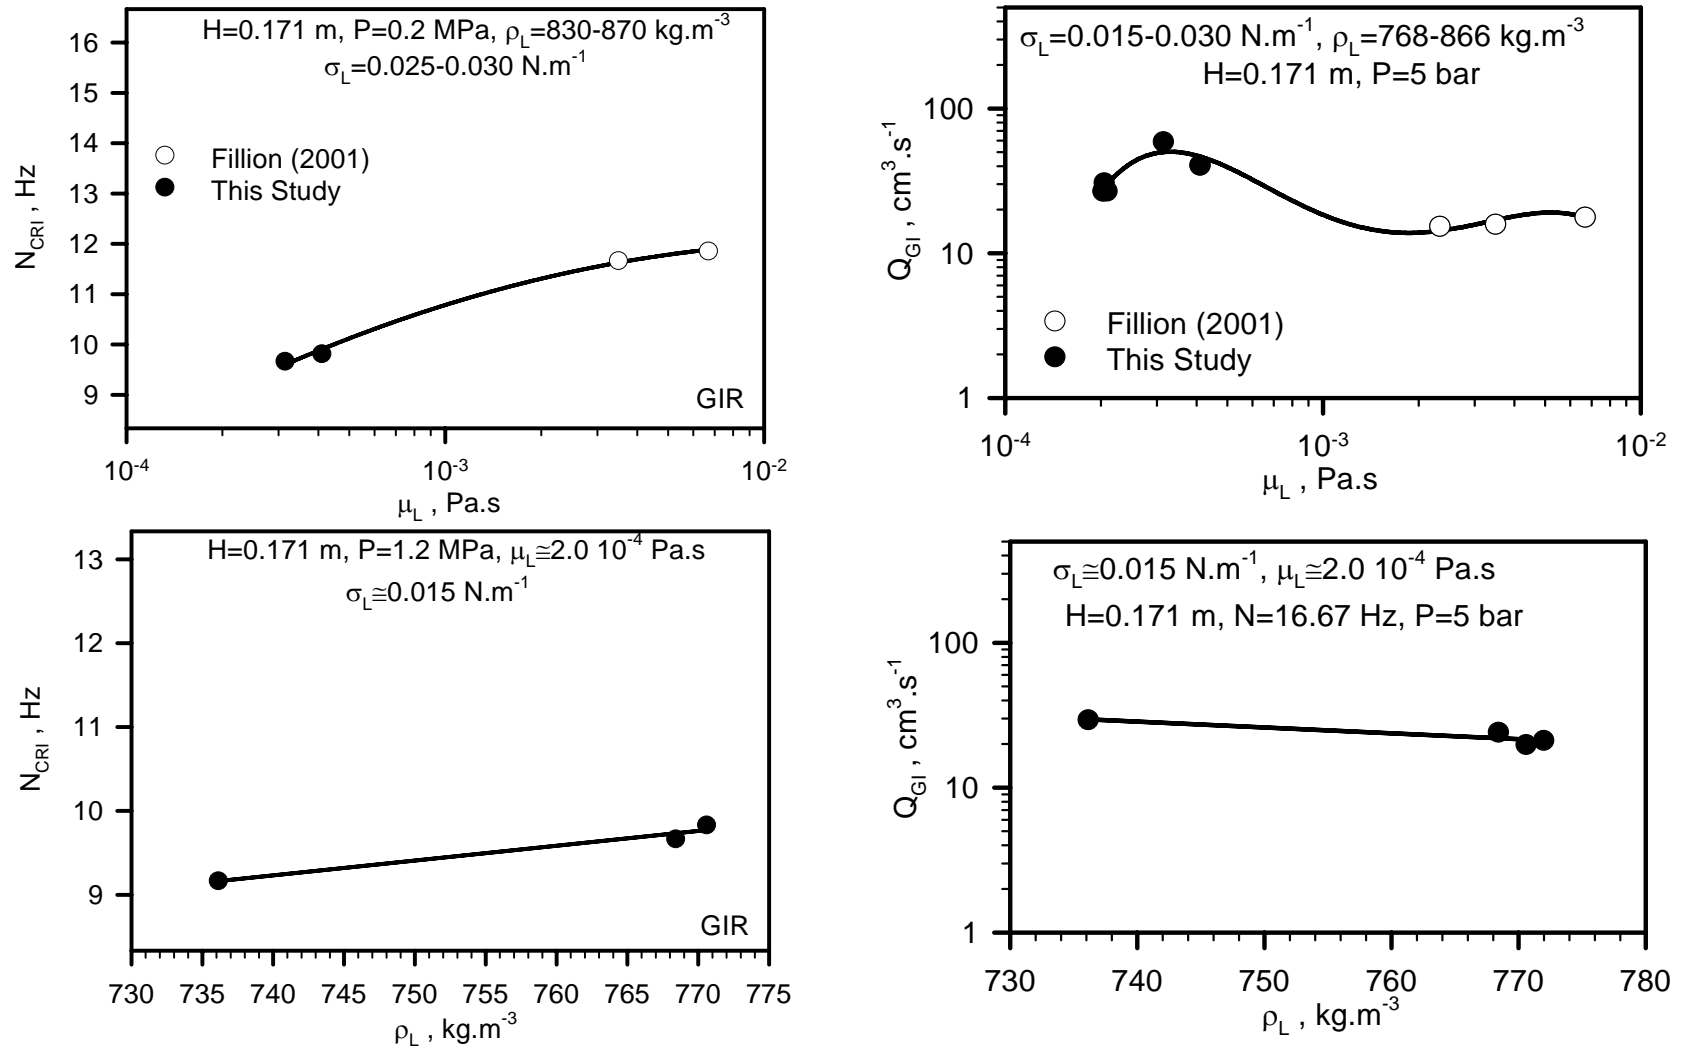 H=0.171 m, P=0.2 MPa, ρL=830-870 kg.m-3
σL=0.025-0.030 N.m-1
16
15
14
13
12
11
10
9
NCRI , Hz
Fillion (2001)
This Study
GIR
10-4
10-3
10-2
μL , Pa.s
σL=0.015-0.030 N.m-1, ρL=768-866 kg.m-3
H=0.171 m, P=5 bar
100
10
1
QGI , cm3.s-1
Fillion (2001)
This Study
10-4
10-3
10-2
μL , Pa.s
H=0.171 m, P=1.2 MPa, μL≅2.0 10-4 Pa.s
σL≅0.015 N.m-1
13
12
11
10
9
NCRI , Hz
GIR
730 735 740 745 750 755 760 765 770 775
ρL , kg.m-3
σL≅0.015 N.m-1, μL≅2.0 10-4 Pa.s
H=0.171 m, N=16.67 Hz, P=5 bar
100
10
1
QGI , cm3.s-1
730 740 750 760 770 780
ρL , kg.m-3